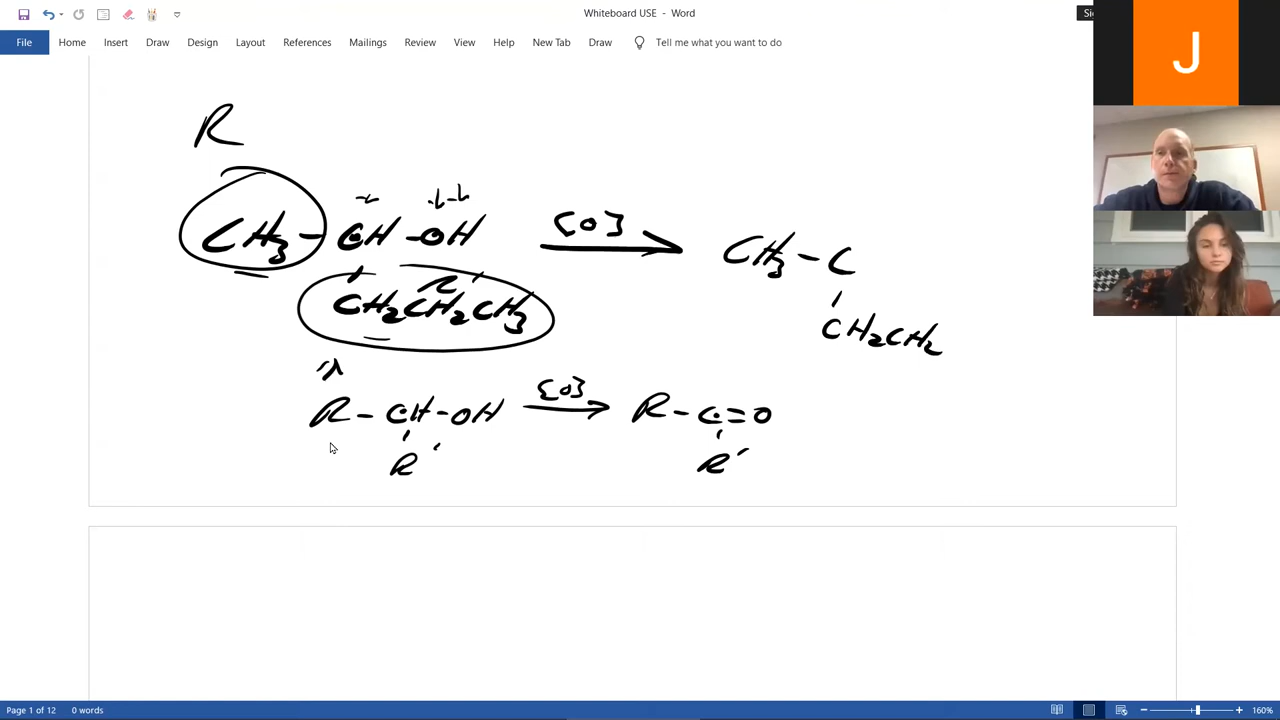 Whiteboard USE - Word
File Home Insert Draw Design Layout References Mailings Review View Help New Tab Draw Tell me what you want to do
J
R
CH3 - CH - OH [O] CH3 - C
CH2CH2CH3 CH2CH2
R - CH - OH [O] R - C = O
R' R'
Page 1 of 12 0 words 160%